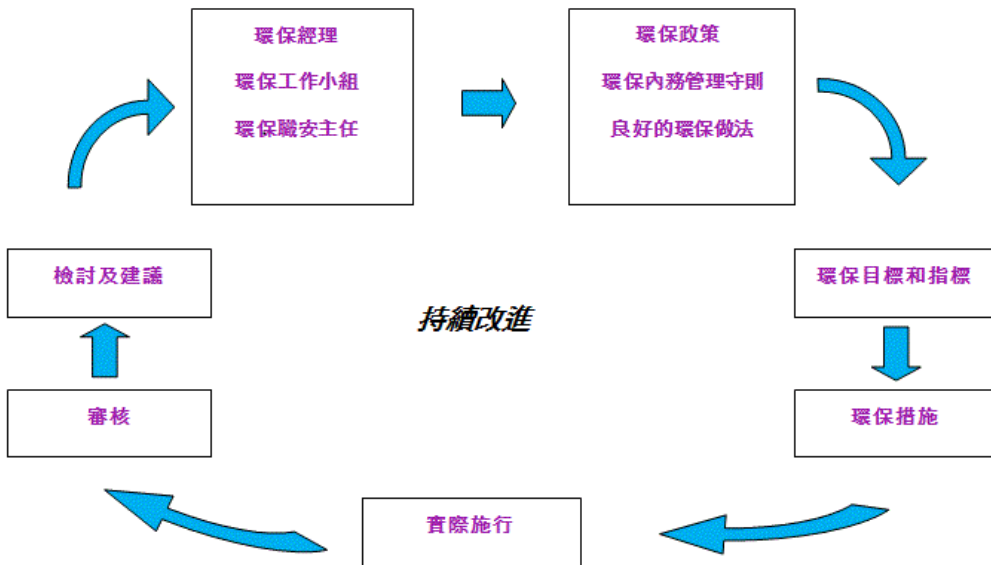 環保經理
環保工作小組
環保職安主任
環保政策
環保內務管理守則
良好的環保做法
環保目標和指標
環保措施
實際施行
審核
檢討及建議
持續改進